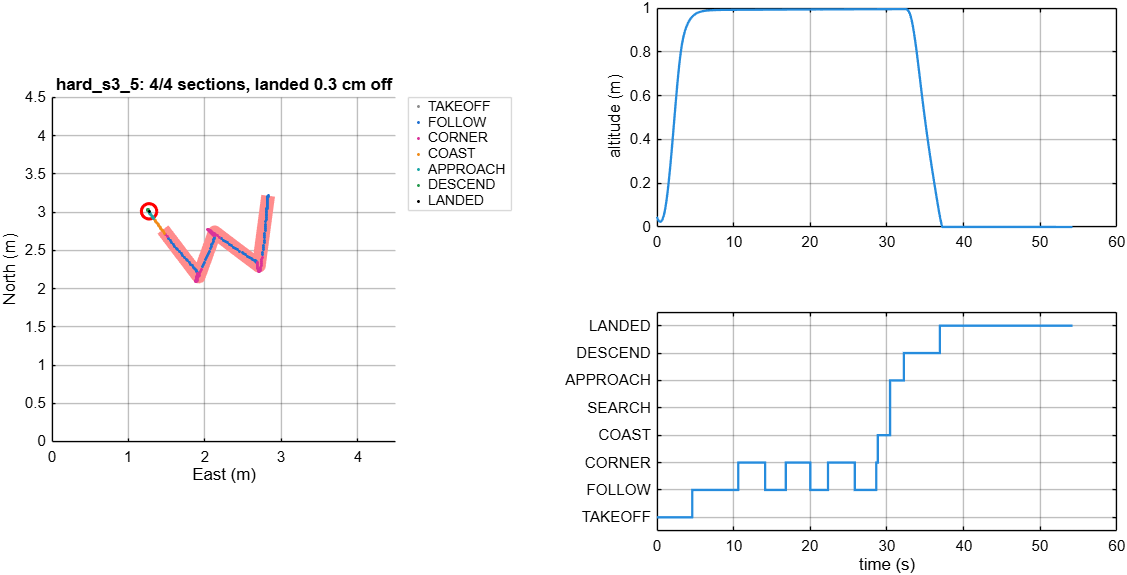 hard_s3_5: 4/4 sections, landed 0.3 cm off
4.5
4
3.5
3
2.5
2
1.5
1
0.5
0
North (m)
0 1 2 3 4
East (m)
TAKEOFF
FOLLOW
CORNER
COAST
APPROACH
DESCEND
LANDED
1
0.8
0.6
0.4
0.2
0
altitude (m)
0 10 20 30 40 50 60
LANDED
DESCEND
APPROACH
SEARCH
COAST
CORNER
FOLLOW
TAKEOFF
0 10 20 30 40 50 60
time (s)